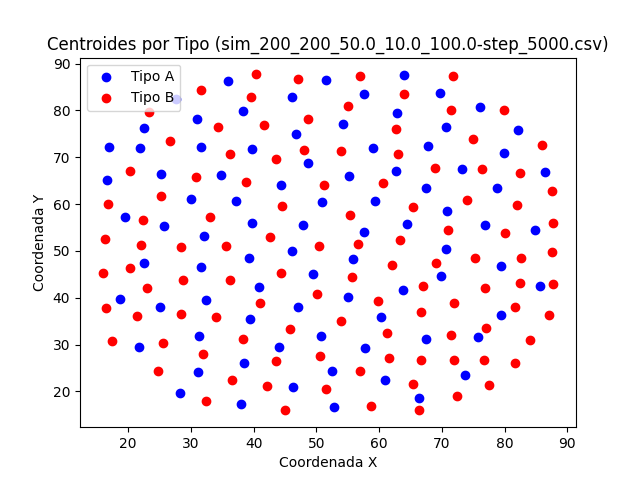 Centroides por Tipo (sim_200_200_50.0_10.0_100.0-step_5000.csv)
Tipo A
Tipo B
90
80
70
60
50
40
30
20
Coordenada Y
20 30 40 50 60 70 80 90
Coordenada X